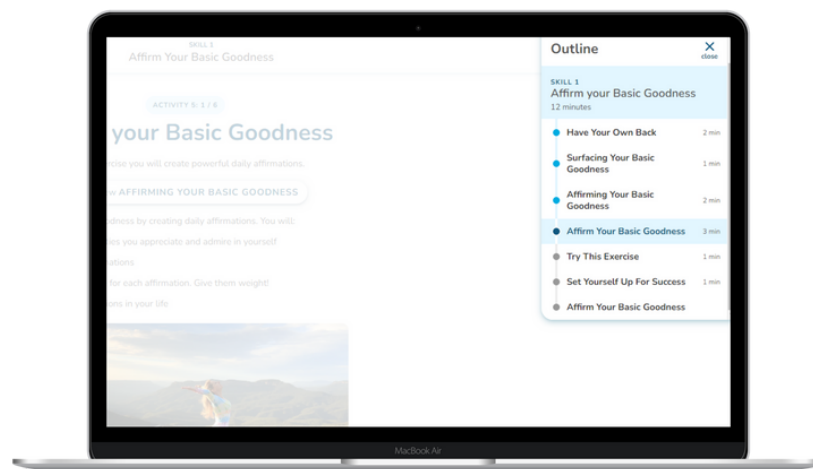 SKILL 1
Affirm Your Basic Goodness
ACTIVITY 5: 1 / 6
your Basic Goodness
you will create powerful daily affirmations.
AFFIRMING YOUR BASIC GOODNESS
by creating daily affirmations. You will:
you appreciate and admire in yourself
for each affirmation. Give them weight!
in your life
Outline
close
SKILL 1
Affirm your Basic Goodness
12 minutes
Have Your Own Back 2 min
Surfacing Your Basic
Goodness 1 min
Affirming Your Basic
Goodness 2 min
Affirm Your Basic Goodness 3 min
Try This Exercise 1 min
Set Yourself Up For Success 1 min
Affirm Your Basic Goodness
MacBook Air